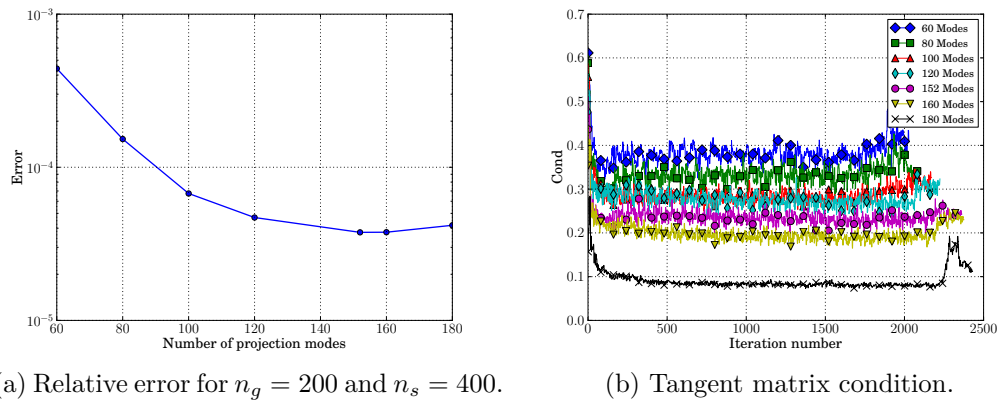 10⁻³
10⁻⁴
10⁻⁵
Error
60 80 100 120 140 160 180
Number of projection modes
0.7
0.6
0.5
0.4
0.3
0.2
0.1
0.0
Cond
0 500 1000 1500 2000 2500
Iteration number
60 Modes
80 Modes
100 Modes
120 Modes
152 Modes
160 Modes
180 Modes
a) Relative error for n_g = 200 and n_s = 400.
(b) Tangent matrix condition.